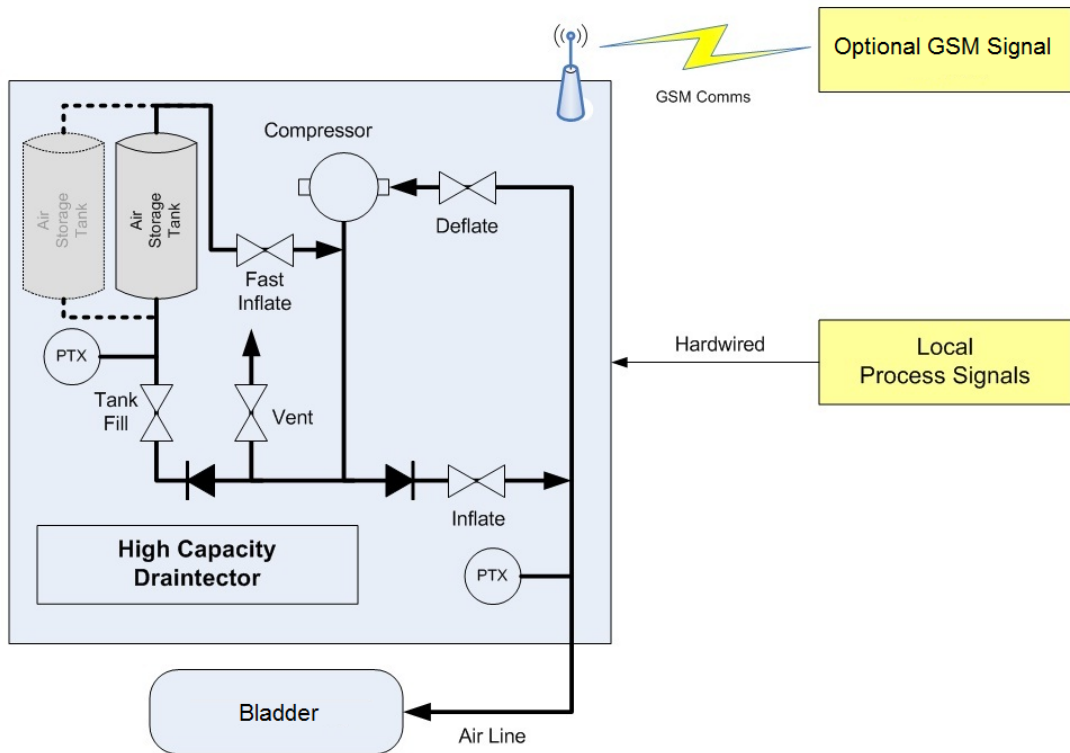 Optional GSM Signal
GSM Comms
Compressor
Air
Storage
Tank
Air
Storage
Tank
Deflate
Fast
Inflate
Hardwired
Local
Process Signals
PTX
Tank
Fill
Vent
Inflate
High Capacity
Draintector
PTX
Bladder
Air Line